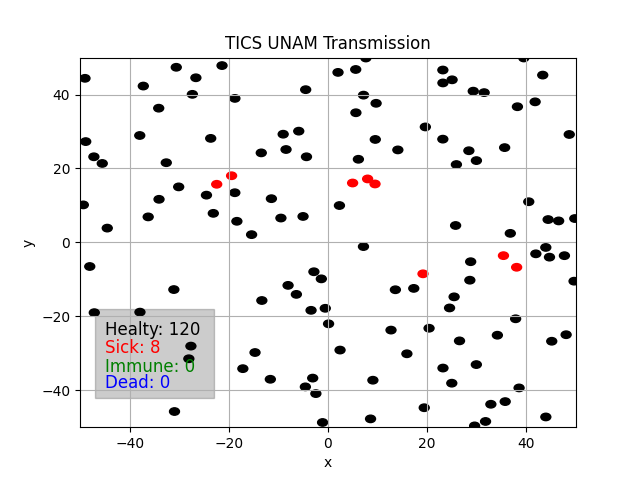 TICS UNAM Transmission
y
40
20
0
−20
−40
Healty: 120
Sick: 8
Immune: 0
Dead: 0
−40 −20 0 20 40
x